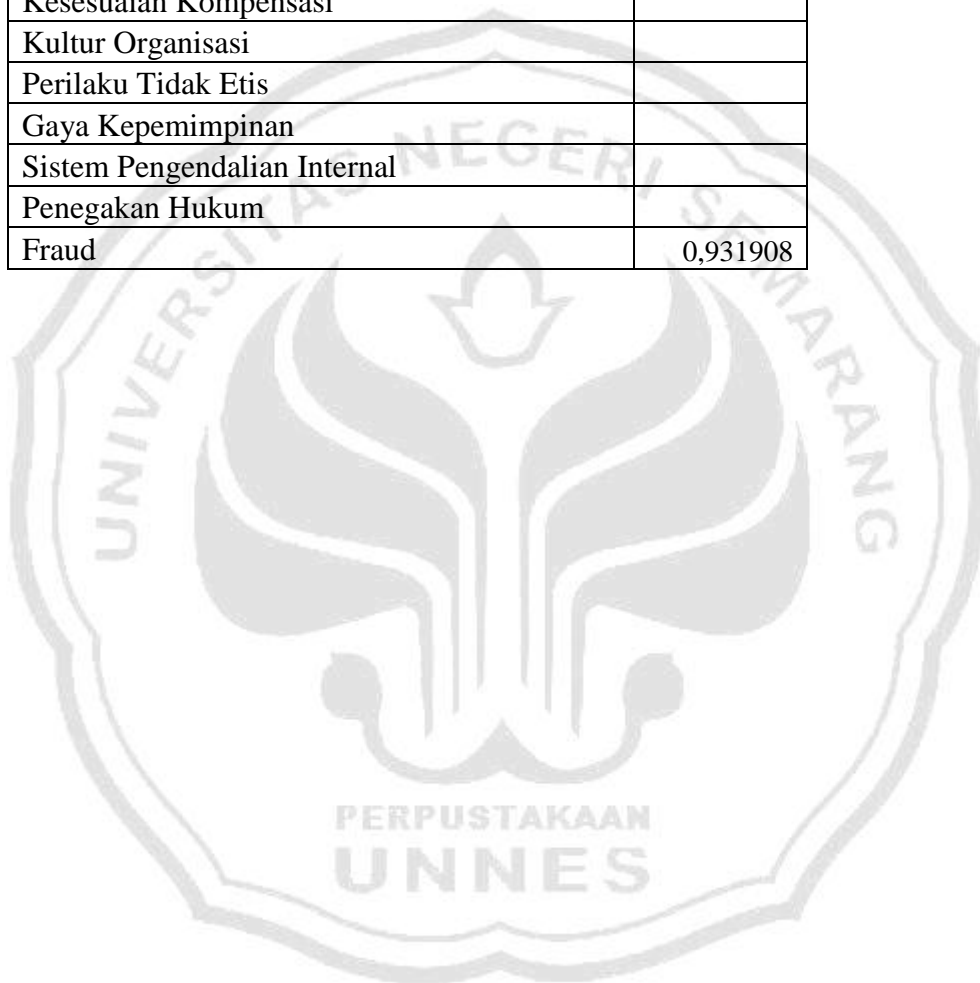 Kesesuaian Kompensasi
Kultur Organisasi
Perilaku Tidak Etis
Gaya Kepemimpinan
Sistem Pengendalian Internal
Penegakan Hukum
Fraud 0,931908
UNIVERSITAS NEGERI SEMARANG
PERPUSTAKAAN
UNNES